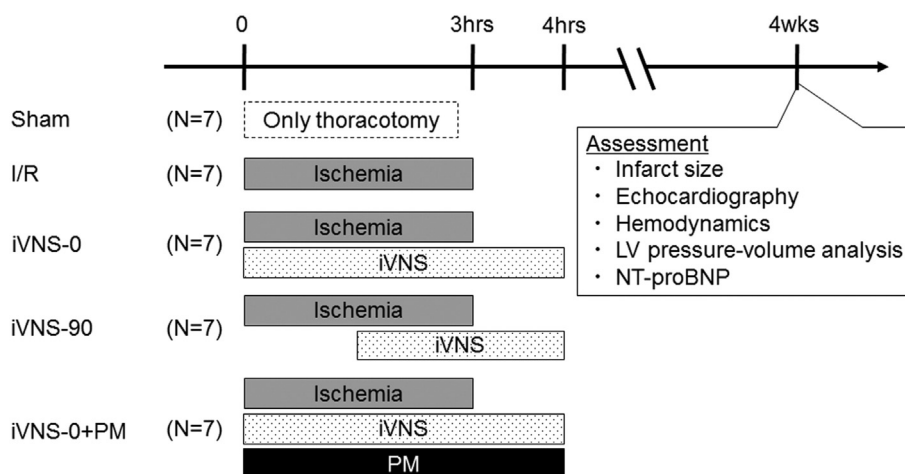 0 3hrs 4hrs 4wks
Sham (N=7) Only thoracotomy
I/R (N=7) Ischemia
iVNS-0 (N=7) Ischemia
iVNS
iVNS-90 (N=7) Ischemia
iVNS
iVNS-0+PM (N=7) Ischemia
iVNS
PM
Assessment
・ Infarct size
・ Echocardiography
・ Hemodynamics
・ LV pressure-volume analysis
・ NT-proBNP